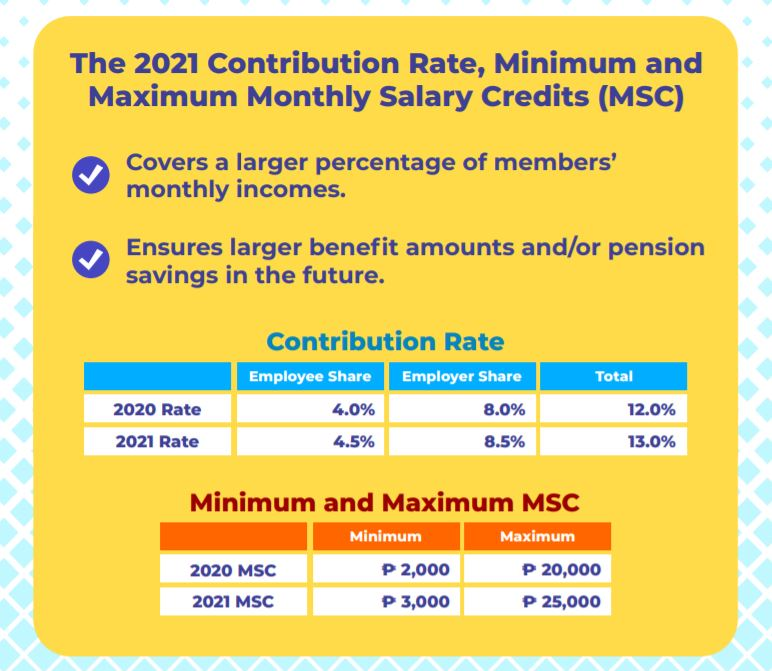 The 2021 Contribution Rate, Minimum and
Maximum Monthly Salary Credits (MSC)
Covers a larger percentage of members’
monthly incomes.
Ensures larger benefit amounts and/or pension
savings in the future.
Contribution Rate
Employee Share Employer Share Total
2020 Rate 4.0% 8.0% 12.0%
2021 Rate 4.5% 8.5% 13.0%
Minimum and Maximum MSC
Minimum Maximum
2020 MSC ₱ 2,000 ₱ 20,000
2021 MSC ₱ 3,000 ₱ 25,000